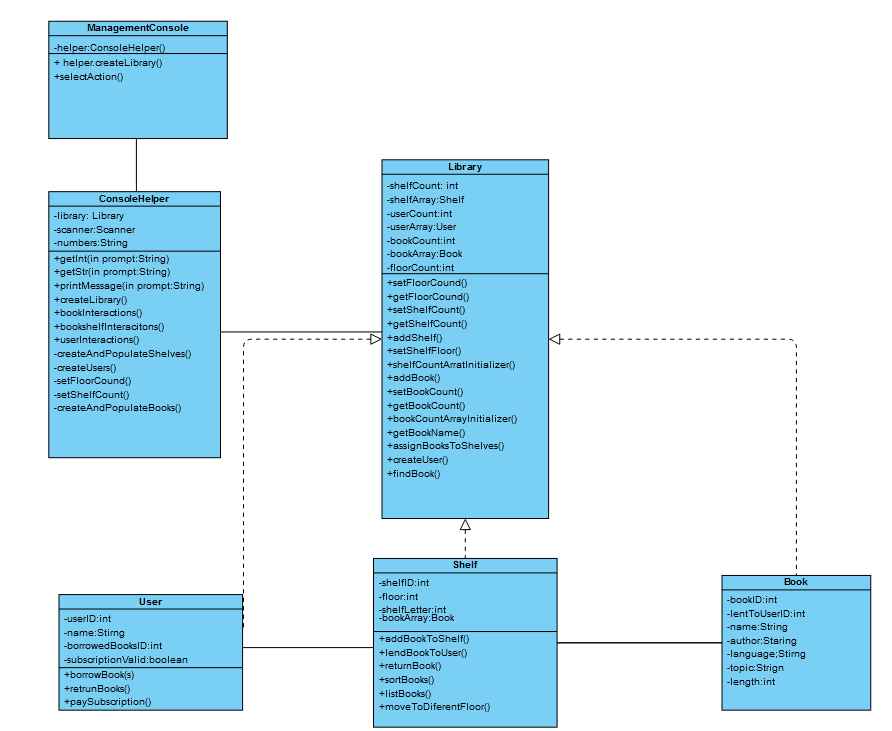 ManagementConsole
-helper:ConsoleHelper()
+ helper.createLibrary()
+selectAction()
ConsoleHelper
-library: Library
-scanner:Scanner
-numbers:String
+getInt(in prompt:String)
+getStr(in prompt:String)
+printMessage(in prompt:String)
+createLibrary()
+bookInteractions()
+bookshelfInteracitons()
+userInteractions()
-createAndPopulateShelves()
-createUsers()
-setFloorCound()
-setShelfCount()
-createAndPopulateBooks()
Library
-shelfCount: int
-shelfArray:Shelf
-userCount:int
-userArray:User
-bookCount:int
-bookArray:Book
-floorCount:int
+setFloorCound()
+getFloorCound()
+setShelfCount()
+getShelfCount()
+addShelf()
+setShelfFloor()
+shelfCountArratInitializer()
+addBook()
+setBookCount()
+getBookCount()
+bookCountArrayInitializer()
+getBookName()
+assignBooksToShelves()
+createUser()
+findBook()
User
-userID:int
-name:Stirng
-borrowedBooksID:int
-subscriptionValid:boolean
+borrowBook(s)
+retrunBooks()
+paySubscription()
Shelf
-shelfID:int
-floor:int
-shelfLetter:int
-bookArray:Book
+addBookToShelf()
+lendBookToUser()
+returnBook()
+sortBooks()
+listBooks()
+moveToDiferentFloor()
Book
-bookID:int
-lentToUserID:int
-name:String
-author:Staring
-language;Stirng
-topic:Strign
-length:int